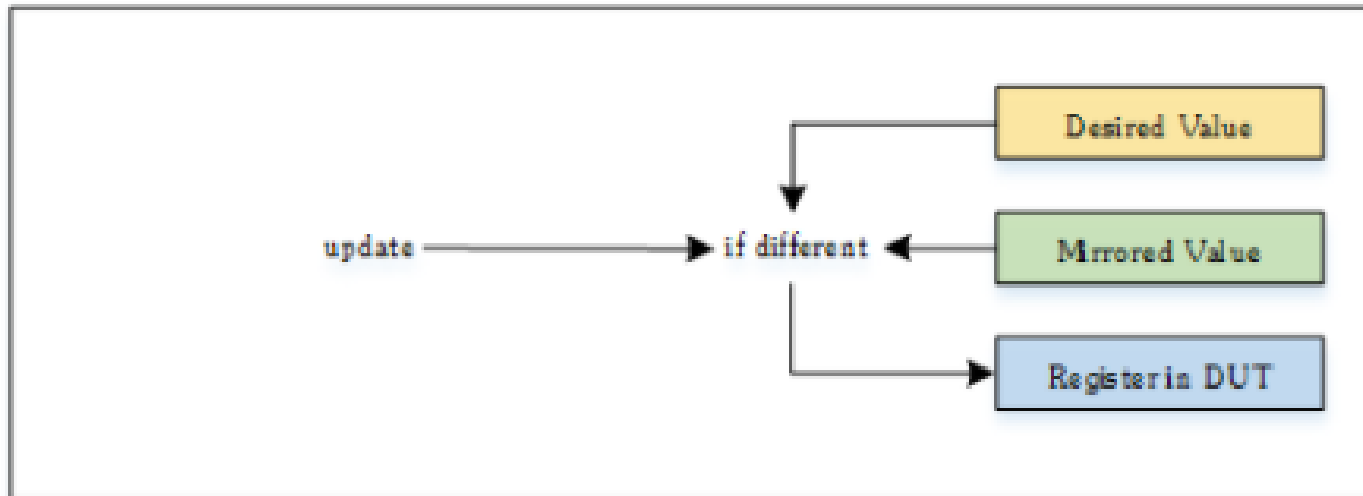 Desired Value
update
if different
Mirrored Value
Register in DUT